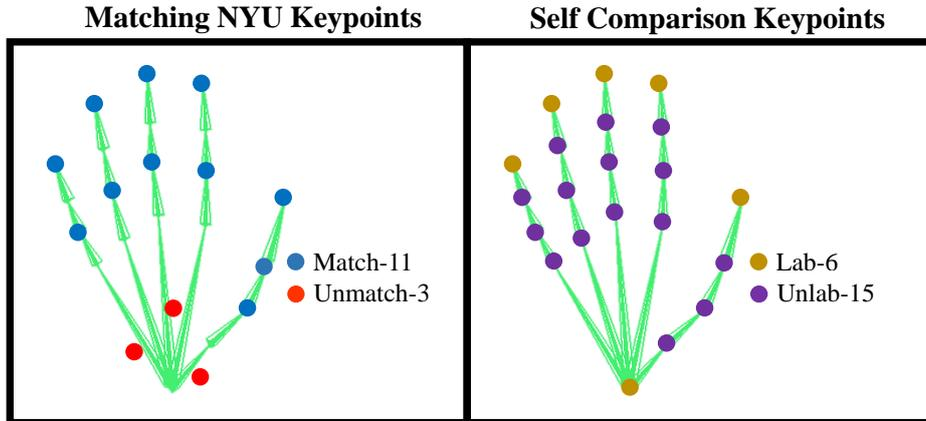 Matching NYU Keypoints
Self Comparison Keypoints
Match-11
Unmatch-3
Lab-6
Unlab-15